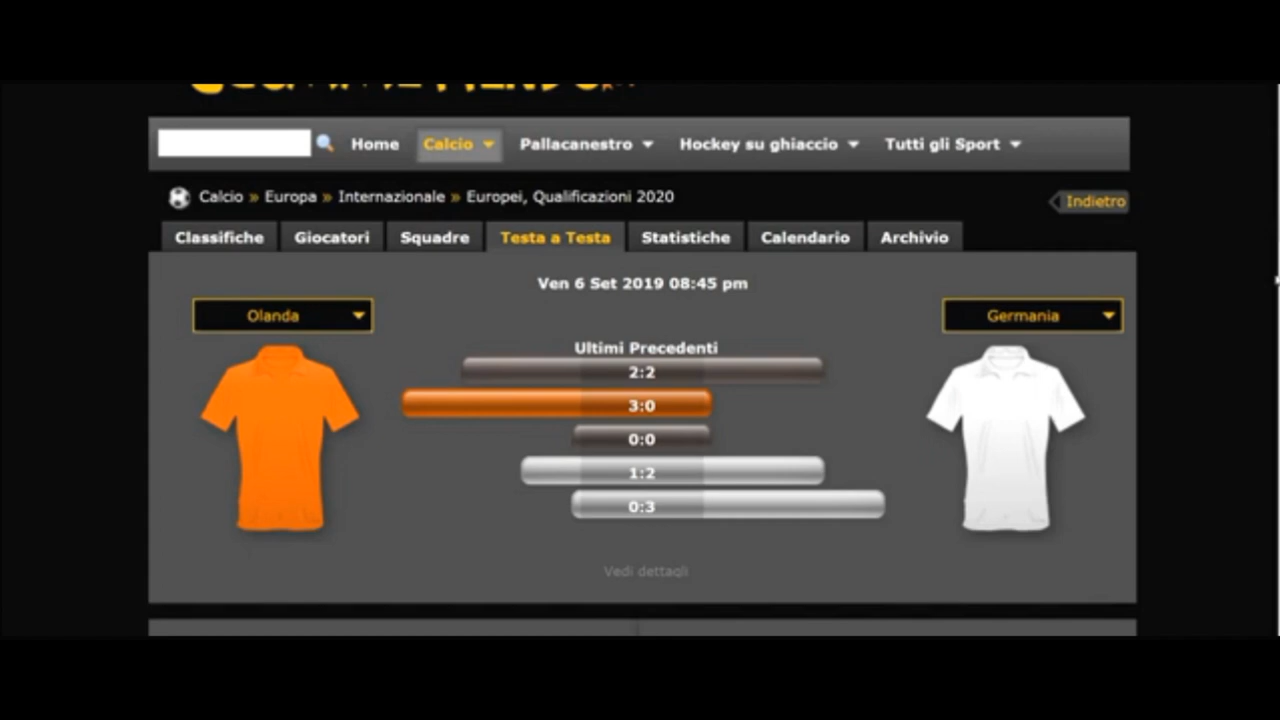 Home Calcio Pallacanestro Hockey su ghiaccio Tutti gli Sport
Calcio » Europa » Internazionale » Europei, Qualificazioni 2020
Indietro
Classifiche Giocatori Squadre Testa a Testa Statistiche Calendario Archivio
Ven 6 Set 2019 08:45 pm
Olanda
Germania
Ultimi Precedenti
2:2
3:0
0:0
1:2
0:3
Vedi dettagli